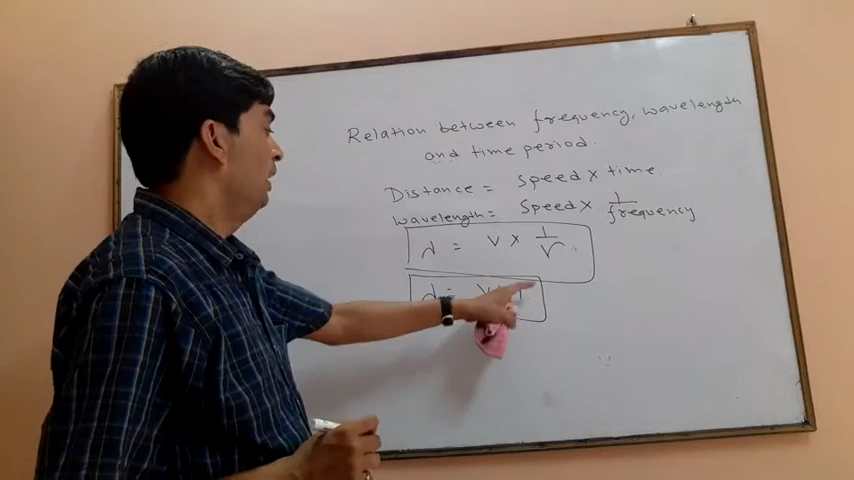 Relation between frequency, wavelength
and time period.
Distance = speed × time.
wavelength = speed × 1/frequency
λ = v × 1/ν
λ = v